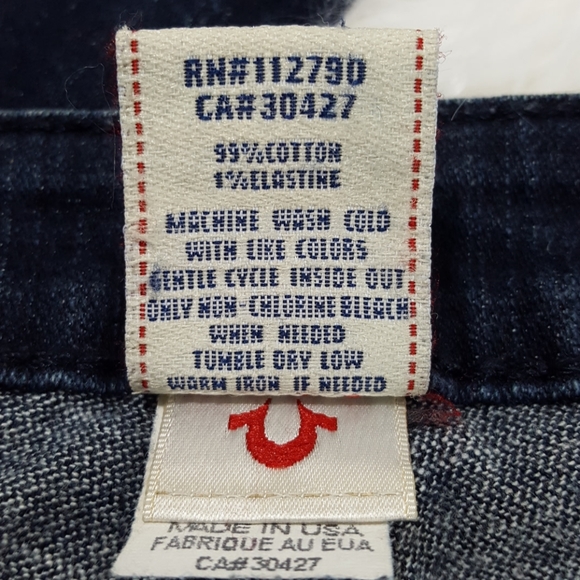 RN#112790
CA#30427
99%COTTON
1%ELASTINE
MACHINE WASH COLD
WITH LIKE COLORS
GENTLE CYCLE INSIDE OUT
ONLY NON-CHLORINE BLEACH
WHEN NEEDED
TUMBLE DRY LOW
WARM IRON IF NEEDED
MADE IN USA
FABRIQUE AU EUA
CA#30427